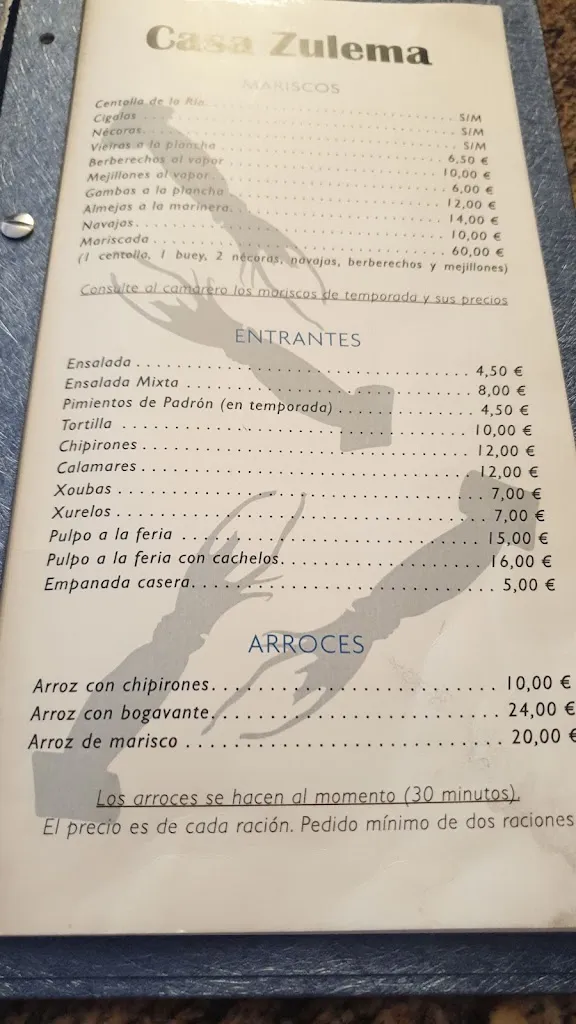 Casa Zulema
MARISCOS
Centolla de la Ría . . . . . . . . . . . . . . . . . . . . S/M
Cigalas . . . . . . . . . . . . . . . . . . . . S/M
Nécoras . . . . . . . . . . . . . . . . . . . . S/M
Vieiras a la plancha . . . . . . . . . . . . . . . . . . . . 6,50 €
Berberechos al vapor . . . . . . . . . . . . . . . . . . . . 10,00 €
Mejillones al vapor . . . . . . . . . . . . . . . . . . . . 6,00 €
Gambas a la plancha . . . . . . . . . . . . . . . . . . . . 12,00 €
Almejas a la marinera . . . . . . . . . . . . . . . . . . . . 14,00 €
Navajas . . . . . . . . . . . . . . . . . . . . 10,00 €
Mariscada . . . . . . . . . . . . . . . . . . . . 60,00 €
(1 centolla, 1 buey, 2 nécoras, navajas, berberechos y mejillones)
Consulte al camarero los mariscos de temporada y sus precios
ENTRANTES
Ensalada . . . . . . . . . . . . . . . . . . . . 4,50 €
Ensalada Mixta . . . . . . . . . . . . . . . . . . . . 8,00 €
Pimientos de Padrón (en temporada) . . . . . . . . . . . . 4,50 €
Tortilla . . . . . . . . . . . . . . . . . . . . 10,00 €
Chipirones . . . . . . . . . . . . . . . . . . . . 12,00 €
Calamares . . . . . . . . . . . . . . . . . . . . 12,00 €
Xoubas . . . . . . . . . . . . . . . . . . . . 7,00 €
Xurelos . . . . . . . . . . . . . . . . . . . . 7,00 €
Pulpo a la feria . . . . . . . . . . . . . . . . . . . . 15,00 €
Pulpo a la feria con cachelos . . . . . . . . . . . . . . 16,00 €
Empanada casera . . . . . . . . . . . . . . . . . . . . 5,00 €
ARROCES
Arroz con chipirones . . . . . . . . . . . . . . . . . . . . 10,00 €
Arroz con bogavante . . . . . . . . . . . . . . . . . . . . 24,00 €
Arroz de marisco . . . . . . . . . . . . . . . . . . . . 20,00 €
Los arroces se hacen al momento (30 minutos).
El precio es de cada ración. Pedido mínimo de dos raciones